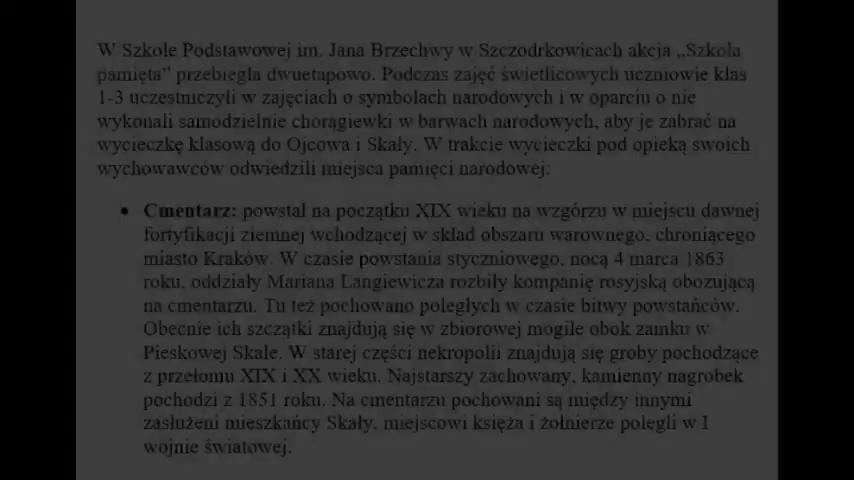 W Szkole Podstawowej im. Jana Brzechwy w Szczodrkowicach akcja „Szkoła
pamięta” przebiegła dwuetapowo. Podczas zajęć świetlicowych uczniowie klas
1-3 uczestniczyli w zajęciach o symbolach narodowych i w oparciu o nie
wykonali samodzielnie chorągiewki w barwach narodowych, aby je zabrać na
wycieczkę klasową do Ojcowa i Skały. W trakcie wycieczki pod opieką swoich
wychowawców odwiedzili miejsca pamięci narodowej:
• Cmentarz: powstał na początku XIX wieku na wzgórzu w miejscu dawnej
fortyfikacji ziemnej wchodzącej w skład obszaru warownego, chroniącego
miasto Kraków. W czasie powstania styczniowego, nocą 4 marca 1863
roku, oddziały Mariana Langiewicza rozbiły kompanię rosyjską obozującą
na cmentarzu. Tu też pochowano poległych w czasie bitwy powstańców.
Obecnie ich szczątki znajdują się w zbiorowej mogile obok zamku w
Pieskowej Skale. W starej części nekropolii znajdują się groby pochodzące
z przełomu XIX i XX wieku. Najstarszy zachowany, kamienny nagrobek
pochodzi z 1851 roku. Na cmentarzu pochowani są między innymi
zasłużeni mieszkańcy Skały, miejscowi księża i żołnierze polegli w I
wojnie światowej.